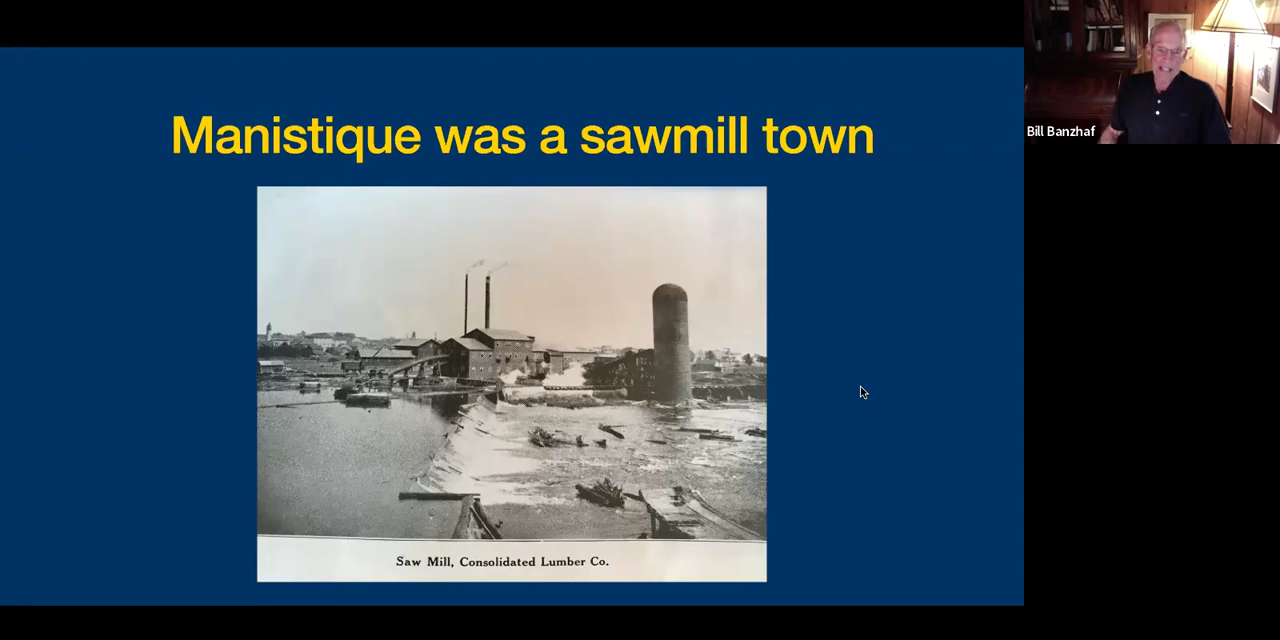 Manistique was a sawmill town
Saw Mill, Consolidated Lumber Co.
Bill Banzhaf